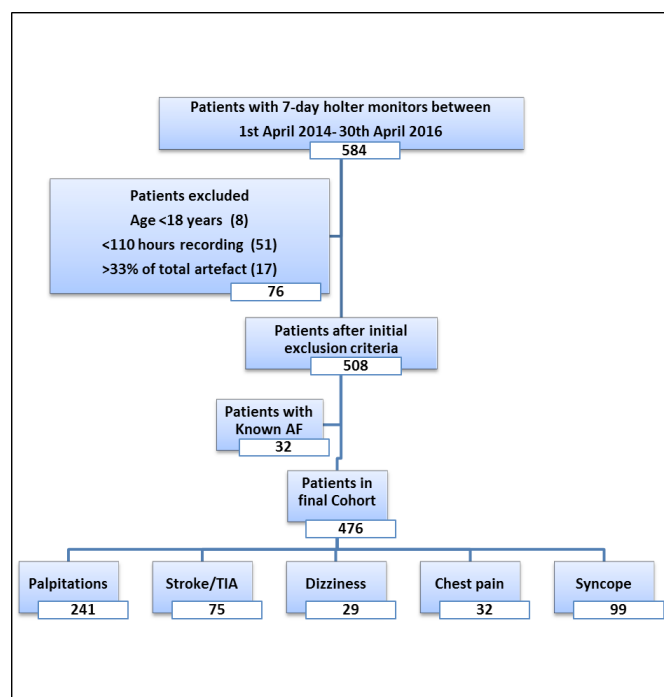 Patients with 7-day holter monitors between
1st April 2014- 30th April 2016
584
Patients excluded
Age <18 years (8)
<110 hours recording (51)
>33% of total artefact (17)
76
Patients after initial
exclusion criteria
508
Patients with
Known AF
32
Patients in
final Cohort
476
Palpitations
241
Stroke/TIA
75
Dizziness
29
Chest pain
32
Syncope
99